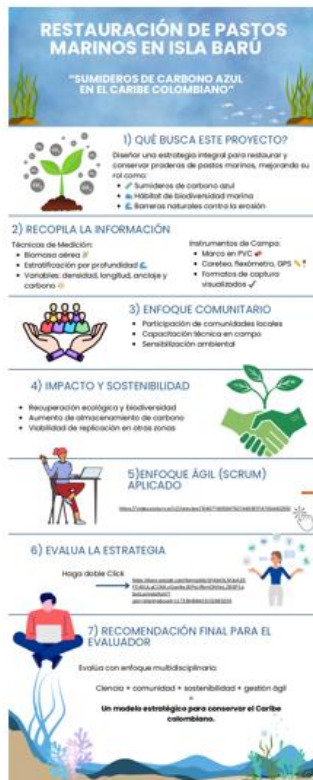 RESTAURACIÓN DE PASTOS
MARINOS EN ISLA BARÚ
"SUMIDEROS DE CARBONO AZUL
EN EL CARIBE COLOMBIANO"
1) QUÉ BUSCA ESTE PROYECTO?
Diseñar una estrategia integral para restaurar y
conservar praderas de pastos marinos, mejorando su
rol como:
Sumideros de carbono azul
Hábitat de biodiversidad marina
Barreras naturales contra la erosión
2) RECOPILA LA INFORMACIÓN
Técnicas de Medición:
Biomasa aérea
Estratificación por profundidad
Variables: densidad, longitud, anclaje y
carbono
Instrumentos de Campo:
Marco en PVC
Careteo, flexómetro, GPS
Formatos de captura
visualizados ✓
3) ENFOQUE COMUNITARIO
Participación de comunidades locales
Capacitación técnica en campo
Sensibilización ambiental
4) IMPACTO Y SOSTENIBILIDAD
Recuperación ecológica y biodiversidad
Aumento de almacenamiento de carbono
Viabilidad de replicación en otras zonas
5)ENFOQUE ÁGIL (SCRUM)
APLICADO
6) EVALUA LA ESTRATEGIA
Haga doble Click
7) RECOMENDACIÓN FINAL PARA EL
EVALUADOR
Evalúa con enfoque multidisciplinario:
Ciencia + comunidad + sostenibilidad + gestión ágil
=
Un modelo estratégico para conservar el Caribe
colombiano.